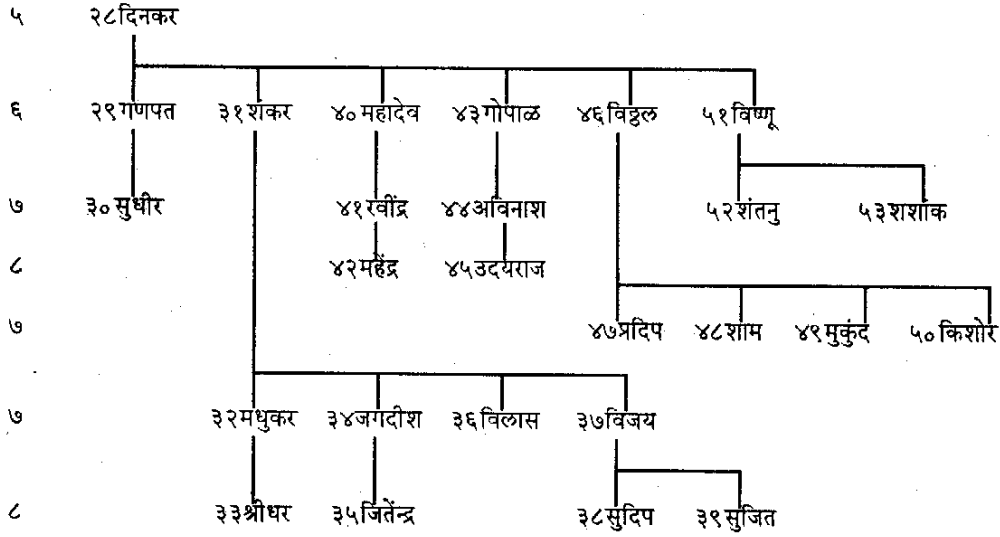 ५ २८दिनकर
६ २९गणपत ३१शंकर ४०महादेव ४३गोपाळ ४६विठ्ठल ५१विष्णू
७ ३०सुधीर ४१रवींद्र ४४अविनाश ५२शंतनु ५३शशांक
८ ४२महेंद्र ४५उदयराज
७ ४७प्रदिप ४८शाम ४९मुकुंद ५०किशोर
७ ३२मधुकर ३४जगदीश ३६विलास ३७विजय
८ ३३श्रीधर ३५जितेंन्द्र ३८सुदिप ३९सुजित